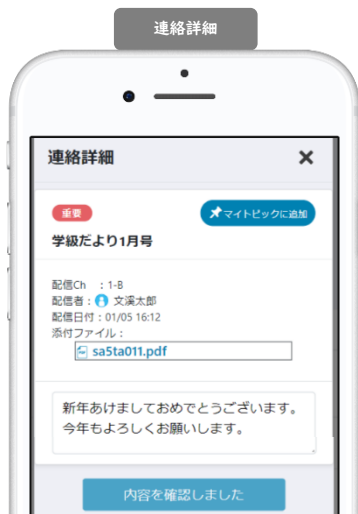 連絡詳細
連絡詳細 ×
重要 マイトピックに追加
学級だより1月号
配信Ch ：1-B
配信者： 文溪太郎
配信日付：01/05 16:12
添付ファイル：
sa5ta011.pdf
新年あけましておめでとうございます。
今年もよろしくお願いします。
内容を確認しました